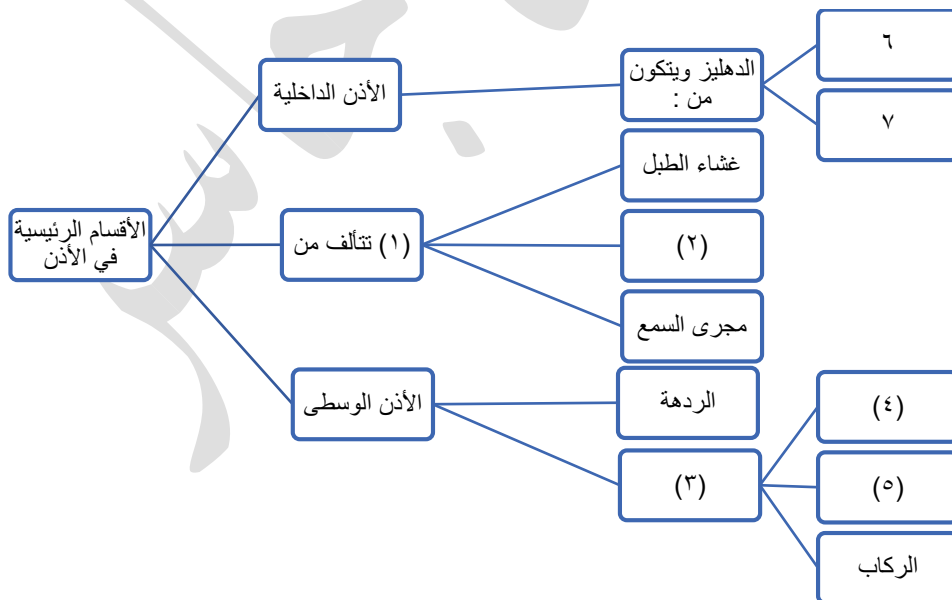 الأقسام الرئيسية
في الأذن
الأذن الداخلية
الدهليز ويتكون
من :
٦
٧
(١) تتألف من
غشاء الطبل
(٢)
مجرى السمع
الأذن الوسطى
الردهة
(٣)
(٤)
(٥)
الركاب